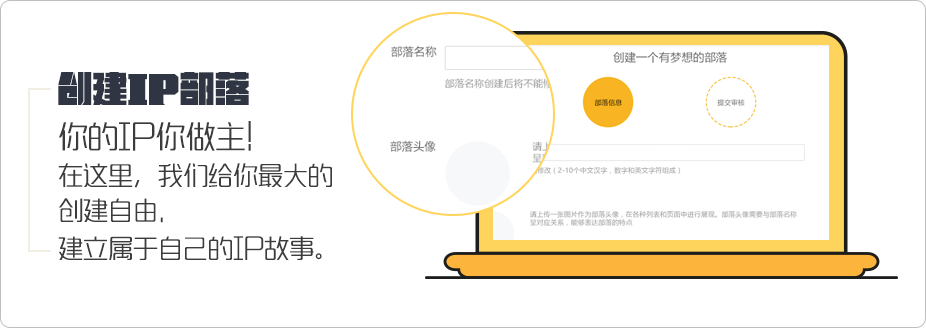 创建IP部落
你的IP你做主!
在这里，我们给你最大的
创建自由，
建立属于自己的IP故事。
部落名称
部落名称创建后将不能
部落头像
请上
呈
创建一个有梦想的部落
部落信息
提交审核
修改（2-10个中文汉字，数字和英文字符组成）
请上传一张图片作为部落头像，在各种列表和页面中进行展现。部落头像需要与部落名称
呈对应关系，能够表达部落的特点